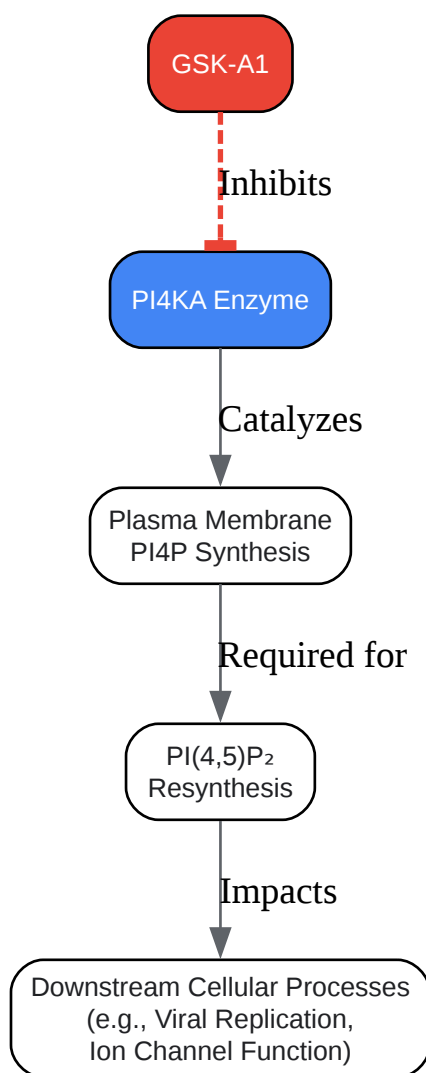 GSK-A1
Inhibits
PI4KA Enzyme
Catalyzes
Plasma Membrane
PI4P Synthesis
Required for
PI(4,5)P₂
Resynthesis
Impacts
Downstream Cellular Processes
(e.g., Viral Replication,
Ion Channel Function)